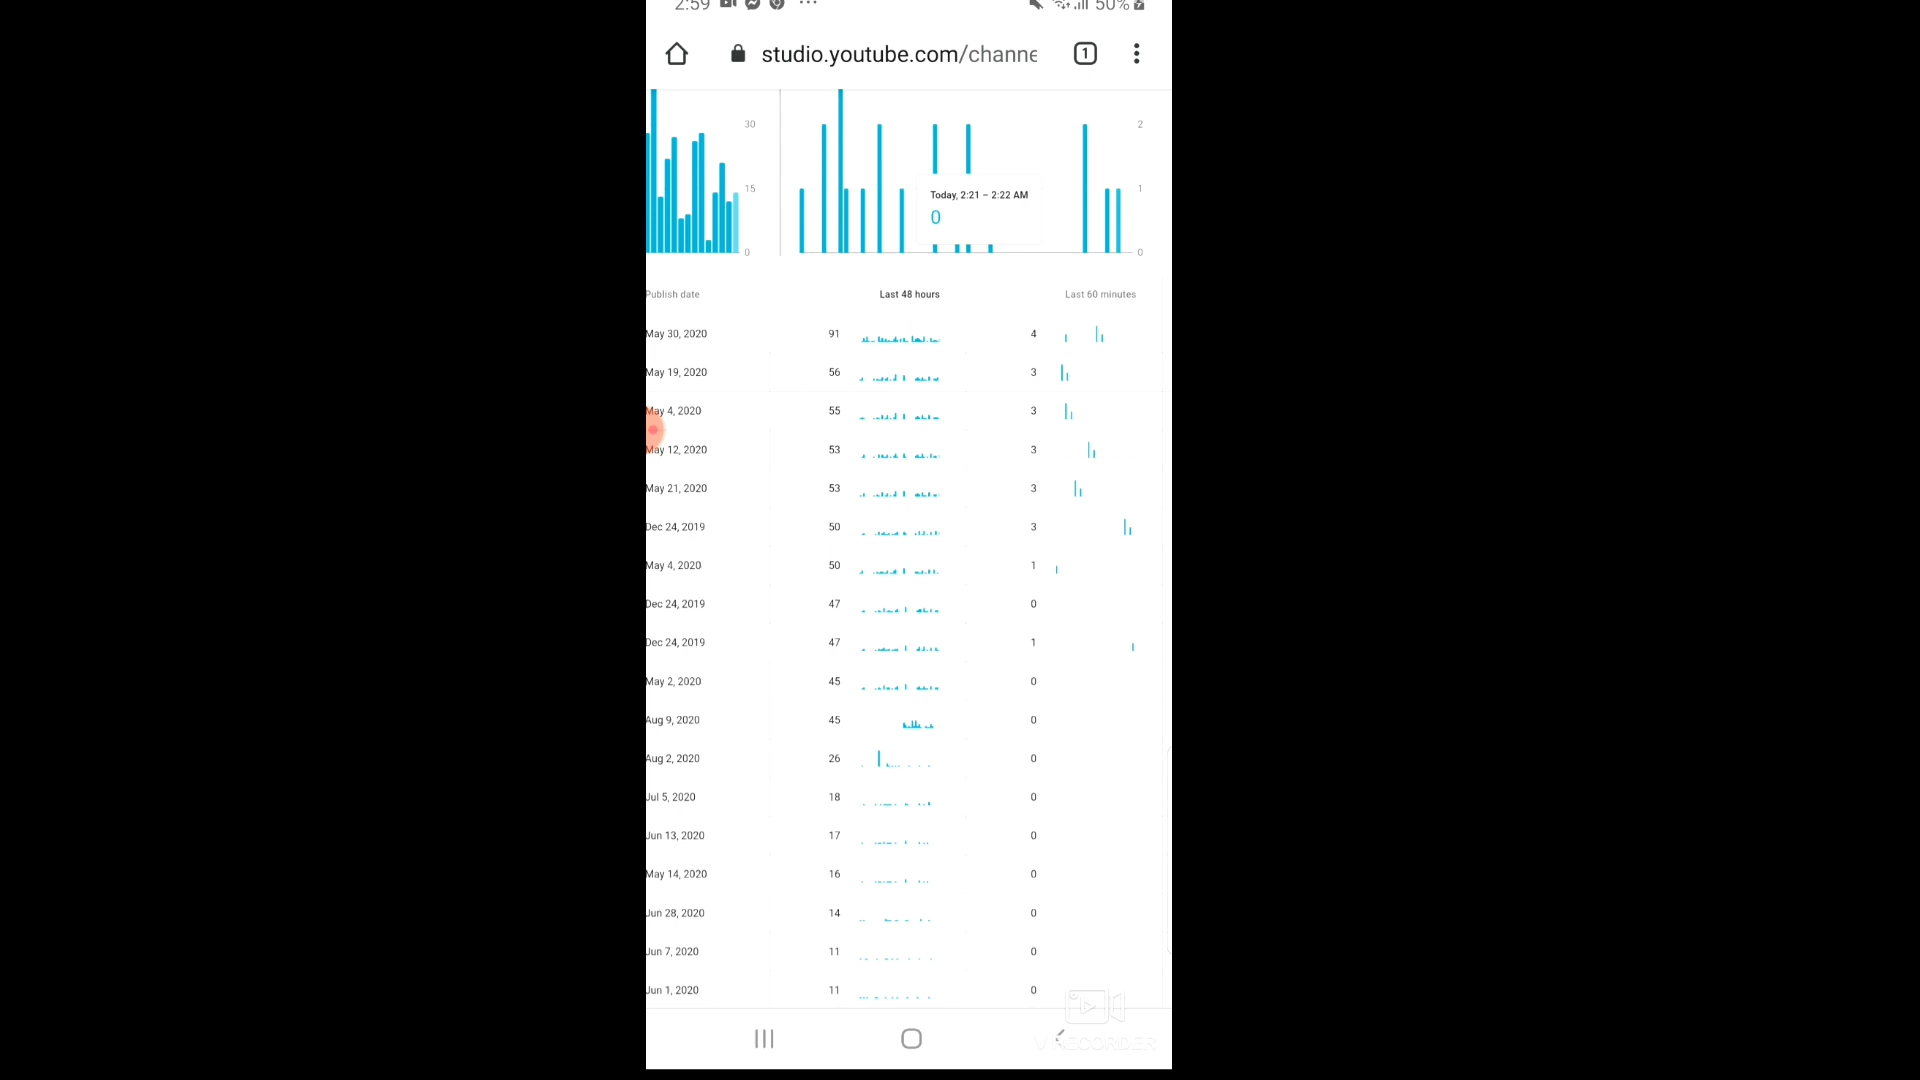 2:59 50%
studio.youtube.com/channe 1
30 2
15 1
Today, 2:21 – 2:22 AM
0
0 0
Publish date Last 48 hours Last 60 minutes
May 30, 2020 91 4
May 19, 2020 56 3
May 4, 2020 55 3
May 12, 2020 53 3
May 21, 2020 53 3
Dec 24, 2019 50 3
May 4, 2020 50 1
Dec 24, 2019 47 0
Dec 24, 2019 47 1
May 2, 2020 45 0
Aug 9, 2020 45 0
Aug 2, 2020 26 0
Jul 5, 2020 18 0
Jun 13, 2020 17 0
May 14, 2020 16 0
Jun 28, 2020 14 0
Jun 7, 2020 11 0
Jun 1, 2020 11 0